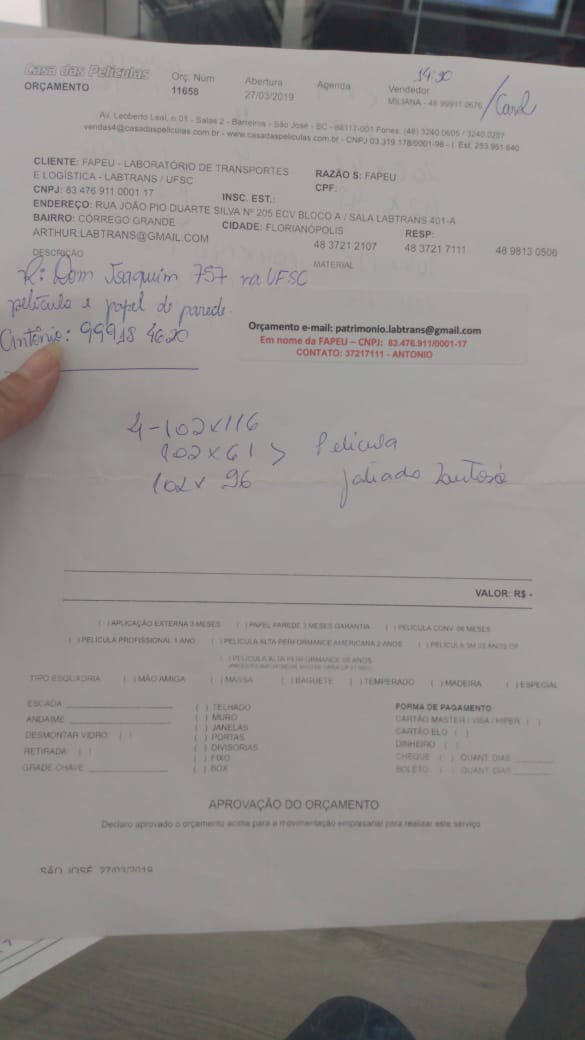 Casa das Películas
ORÇAMENTO
Orç. Núm
11658
Abertura
27/03/2019
Agenda
14:30
Vendedor
MILIANA - 48 99911 0676
/Carol
Av. Leoberto Leal, n 01 - Salas 2 - Barreiros - São José - SC - 88117-001 Fones: (48) 3240.0605 / 3240.0287
vendas4@casadaspeliculas.com.br - www.casadaspeliculas.com.br - CNPJ 03.319.178/0001-98 - I. Est. 253.951.640
CLIENTE: FAPEU - LABORATÓRIO DE TRANSPORTES
E LOGÍSTICA - LABTRANS / UFSC
RAZÃO S: FAPEU
CNPJ: 83 476 911 0001 17
INSC. EST.:
CPF:
ENDEREÇO: RUA JOÃO PIO DUARTE SILVA Nº 205 ECV BLOCO A / SALA LABTRANS 401-A
BAIRRO: CÓRREGO GRANDE
CIDADE: FLORIANÓPOLIS
RESP:
ARTHUR.LABTRANS@GMAIL.COM
48 3721 2107
48 3721 7111
48 9813 0506
DESCRIÇÃO
MATERIAL
R: Dom Joaquim 757 na UFSC
película e papel de parede.
Antônio: 99918 4620
Orçamento e-mail: patrimonio.labtrans@gmail.com
Em nome da FAPEU – CNPJ: 83.476.911/0001-17
CONTATO: 37217111 - ANTONIO
4-102x116
102x61 > Película
102x 96 jateado
VALOR: R$ -
( ) APLICAÇÃO EXTERNA 3 MESES ( ) PAPEL PAREDE 3 MESES GARANTIA ( ) PELÍCULA CONV. 06 MESES
( ) PELÍCULA PROFISSIONAL 1 ANO ( ) PELÍCULA ALTA PERFORMANCE AMERICANA 2 ANOS ( ) PELÍCULA 3M 03 ANOS CP
( ) PELÍCULA ALTA PERFORMANCE 05 ANOS
TIPO ESQUADRIA ( ) MÃO AMIGA ( ) MASSA ( ) BAGUETE ( ) TEMPERADO ( ) MADEIRA ( ) ESPECIAL
ESCADA:
ANDAIME:
DESMONTAR VIDRO: ( )
RETIRADA: ( )
GRADE CHAVE:
( ) TELHADO
( ) MURO
( ) JANELAS
( ) PORTAS
( ) DIVISÓRIAS
( ) FIXO
( ) BOX
FORMA DE PAGAMENTO
CARTÃO MASTER / VISA / HIPER ( )
CARTÃO ELO ( )
DINHEIRO ( )
CHEQUE ( ) QUANT. DIAS
BOLETO: ( ) QUANT. DIAS
APROVAÇÃO DO ORÇAMENTO
Declaro aprovado o orçamento acima para a movimentação empresarial para realizar este serviço
SÃO JOSÉ, 27/03/2019